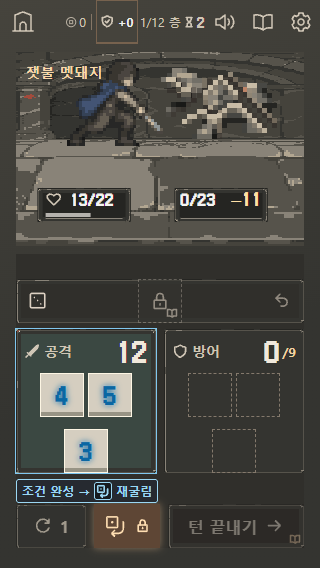 0 +0 1/12 층 2
잿불 멧돼지
13/22 0/23 −11
공격 12 방어 0/9
4 5
3
조건 완성 → 재굴림
1 턴 끝내기 →